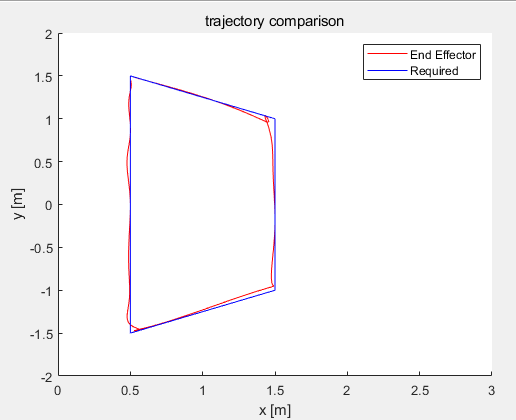 trajectory comparison
End Effector
Required
2
1.5
1
0.5
0
-0.5
-1
-1.5
-2
y [m]
0 0.5 1 1.5 2 2.5 3
x [m]